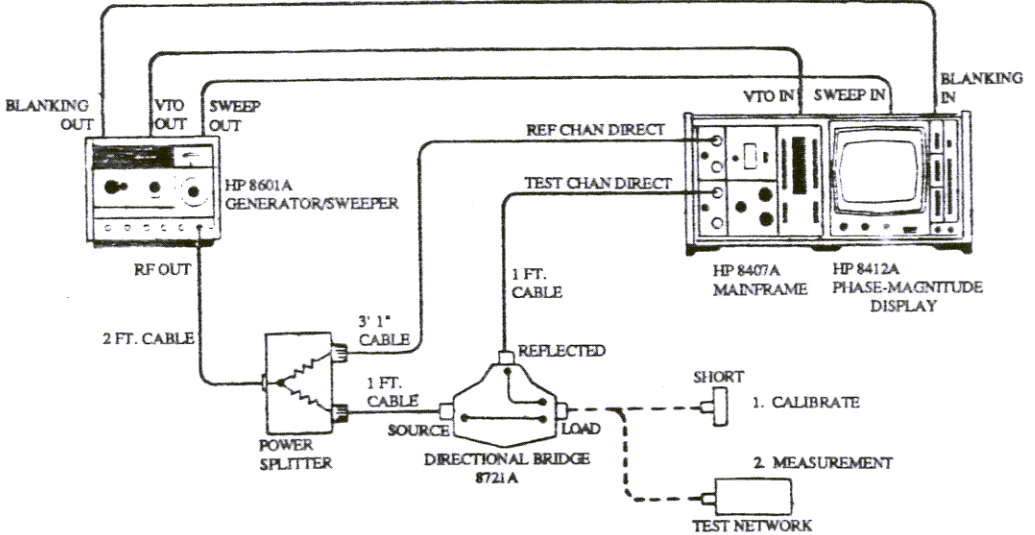 BLANKING
OUT
VTO
OUT
SWEEP
OUT
VTO IN
SWEEP IN
BLANKING
IN
REF CHAN DIRECT
TEST CHAN DIRECT
HP 8601A
GENERATOR/SWEEPER
RF OUT
HP 8407A
MAINFRAME
HP 8412A
PHASE-MAGNITUDE
DISPLAY
1 FT.
CABLE
2 FT. CABLE
3' 1"
CABLE
REFLECTED
1 FT.
CABLE
SHORT
1. CALIBRATE
SOURCE
LOAD
POWER
SPLITTER
DIRECTIONAL BRIDGE
8721A
2. MEASUREMENT
TEST NETWORK